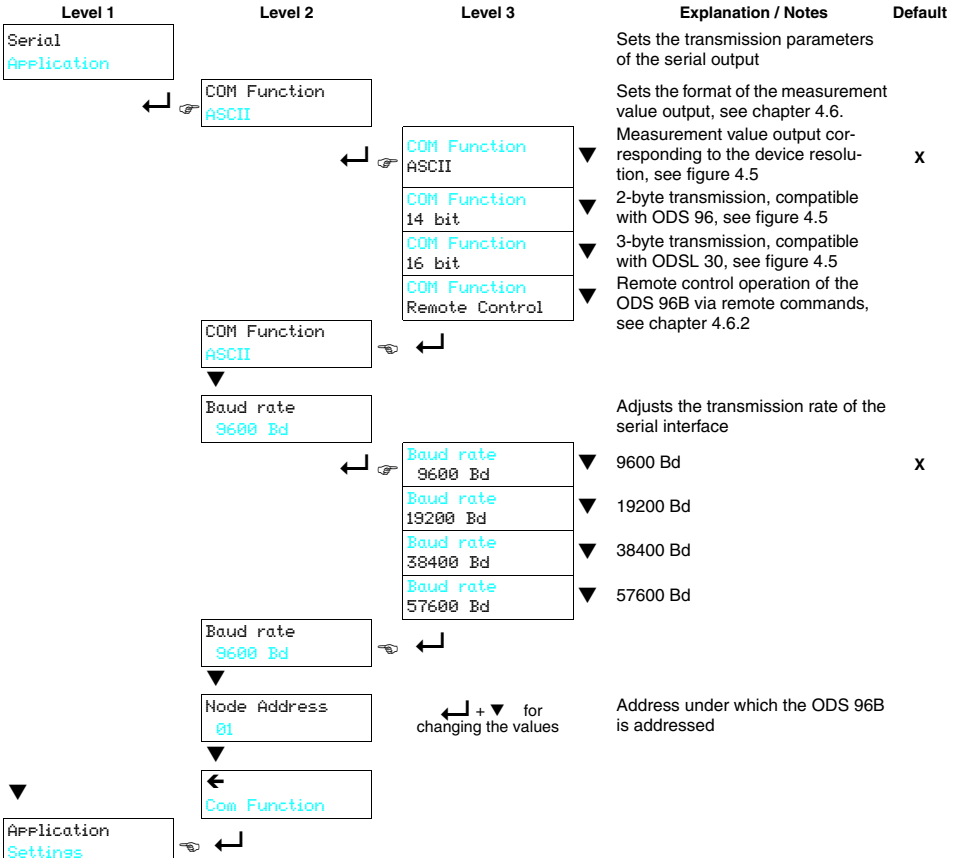 Level 1 Level 2 Level 3 Explanation / Notes Default
Serial
Application
Sets the transmission parameters
of the serial output
COM Function
ASCII
Sets the format of the measurement
value output, see chapter 4.6.
COM Function
ASCII
Measurement value output cor-
responding to the device resolu-
tion, see figure 4.5
X
COM Function
14 bit
2-byte transmission, compatible
with ODS 96, see figure 4.5
COM Function
16 bit
3-byte transmission, compatible
with ODSL 30, see figure 4.5
COM Function
Remote Control
Remote control operation of the
ODS 96B via remote commands,
see chapter 4.6.2
COM Function
ASCII
Baud rate
9600 Bd
Adjusts the transmission rate of the
serial interface
Baud rate
9600 Bd
9600 Bd
X
Baud rate
19200 Bd
19200 Bd
Baud rate
38400 Bd
38400 Bd
Baud rate
57600 Bd
57600 Bd
Baud rate
9600 Bd
Node Address
01
+ ▼ for
changing the values
Address under which the ODS 96B
is addressed
Com Function
Application
Settings